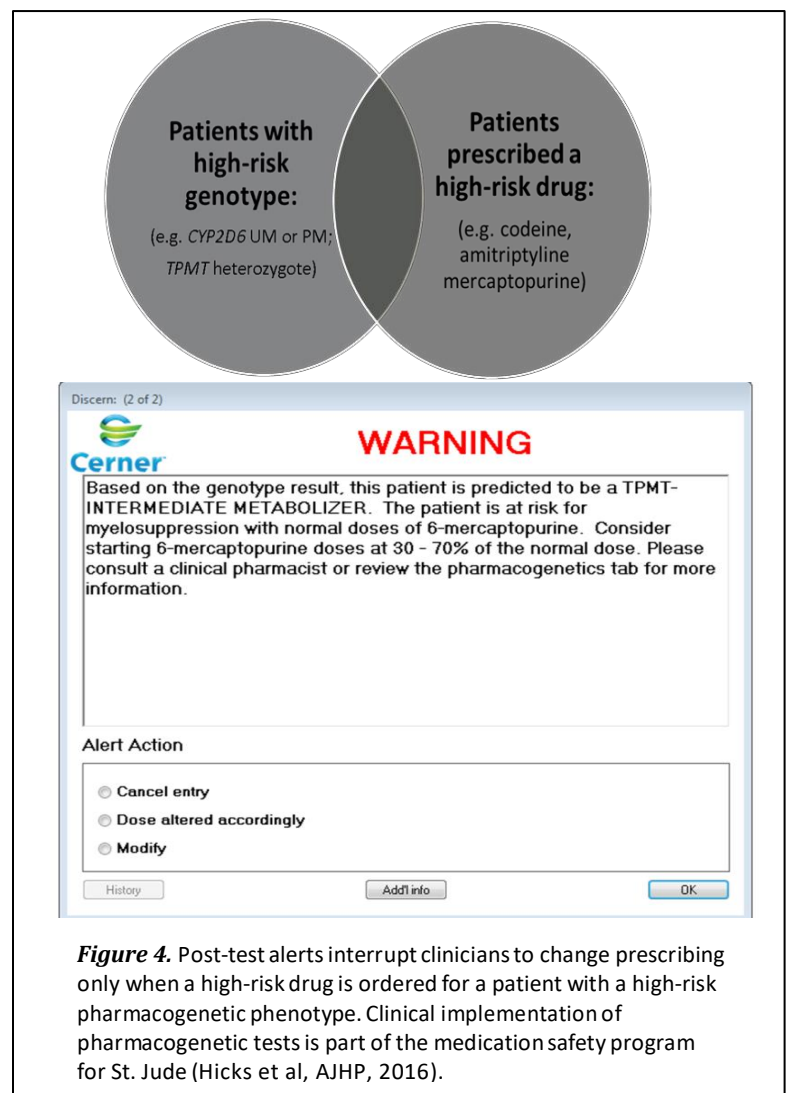 Patients with
high-risk
genotype:
(e.g. CYP2D6 UM or PM;
TPMT heterozygote)
Patients
prescribed a
high-risk drug:
(e.g. codeine,
amitriptyline
mercaptopurine)
Discern: (2 of 2)
Cerner
WARNING
Based on the genotype result, this patient is predicted to be a TPMT-
INTERMEDIATE METABOLIZER. The patient is at risk for
myelosuppression with normal doses of 6-mercaptopurine. Consider
starting 6-mercaptopurine doses at 30 - 70% of the normal dose. Please
consult a clinical pharmacist or review the pharmacogenetics tab for more
information.
Alert Action
Cancel entry
Dose altered accordingly
Modify
History
Add'l info
OK
Figure 4. Post-test alerts interrupt clinicians to change prescribing
only when a high-risk drug is ordered for a patient with a high-risk
pharmacogenetic phenotype. Clinical implementation of
pharmacogenetic tests is part of the medication safety program
for St. Jude (Hicks et al, AJHP, 2016).